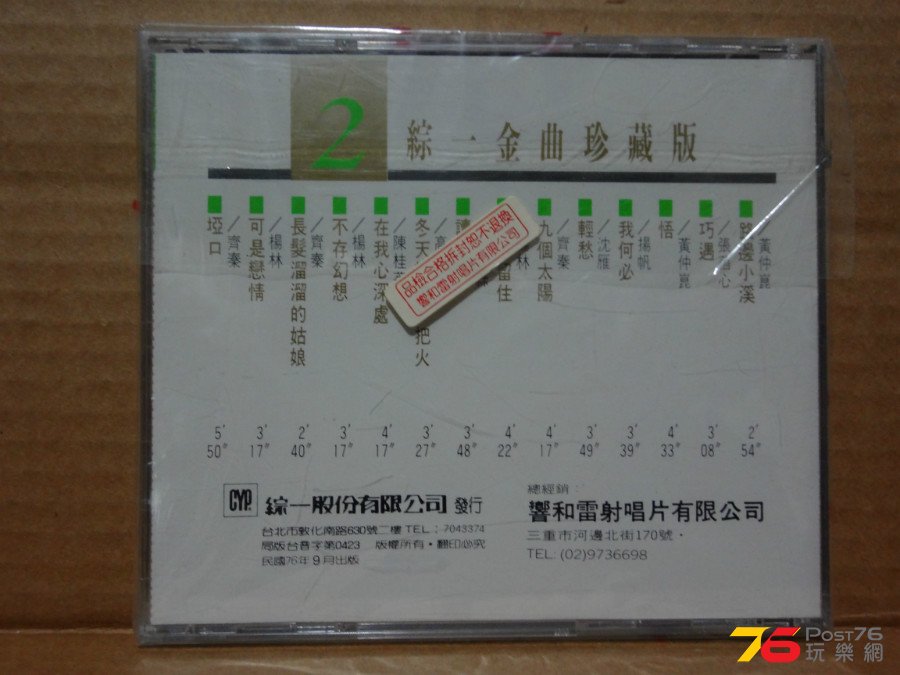 2
綜一金曲珍藏版
路邊小溪
/黃仲崑
巧遇
悟
/黃仲崑
我何必
/揚帆
輕愁
/沈雁
九個太陽
/齊秦
留住
林
冬天
把火
在我心深處
/陳桂
不存幻想
/楊林
長髮溜溜的姑娘
/齊秦
可是戀情
/楊林
埡口
/齊秦
品檢合格拆封恕不退換
響和雷射唱片有限公司
5′ 3′ 2′ 3′ 4′ 3′ 3′ 4′ 4′ 3′ 3′ 4′ 3′ 2′
50″ 17″ 40″ 17″ 17″ 27″ 48″ 22″ 17″ 49″ 39″ 33″ 08″ 54″
CYP. 綜一股份有限公司 發行
台北市敦化南路630號二樓 TEL：7043374
局版台音字第0423 版權所有・翻印必究
民國76年9月出版
總經銷：
響和雷射唱片有限公司
三重市河邊北街170號・
TEL: (02)9736698
76 Post76
玩樂網